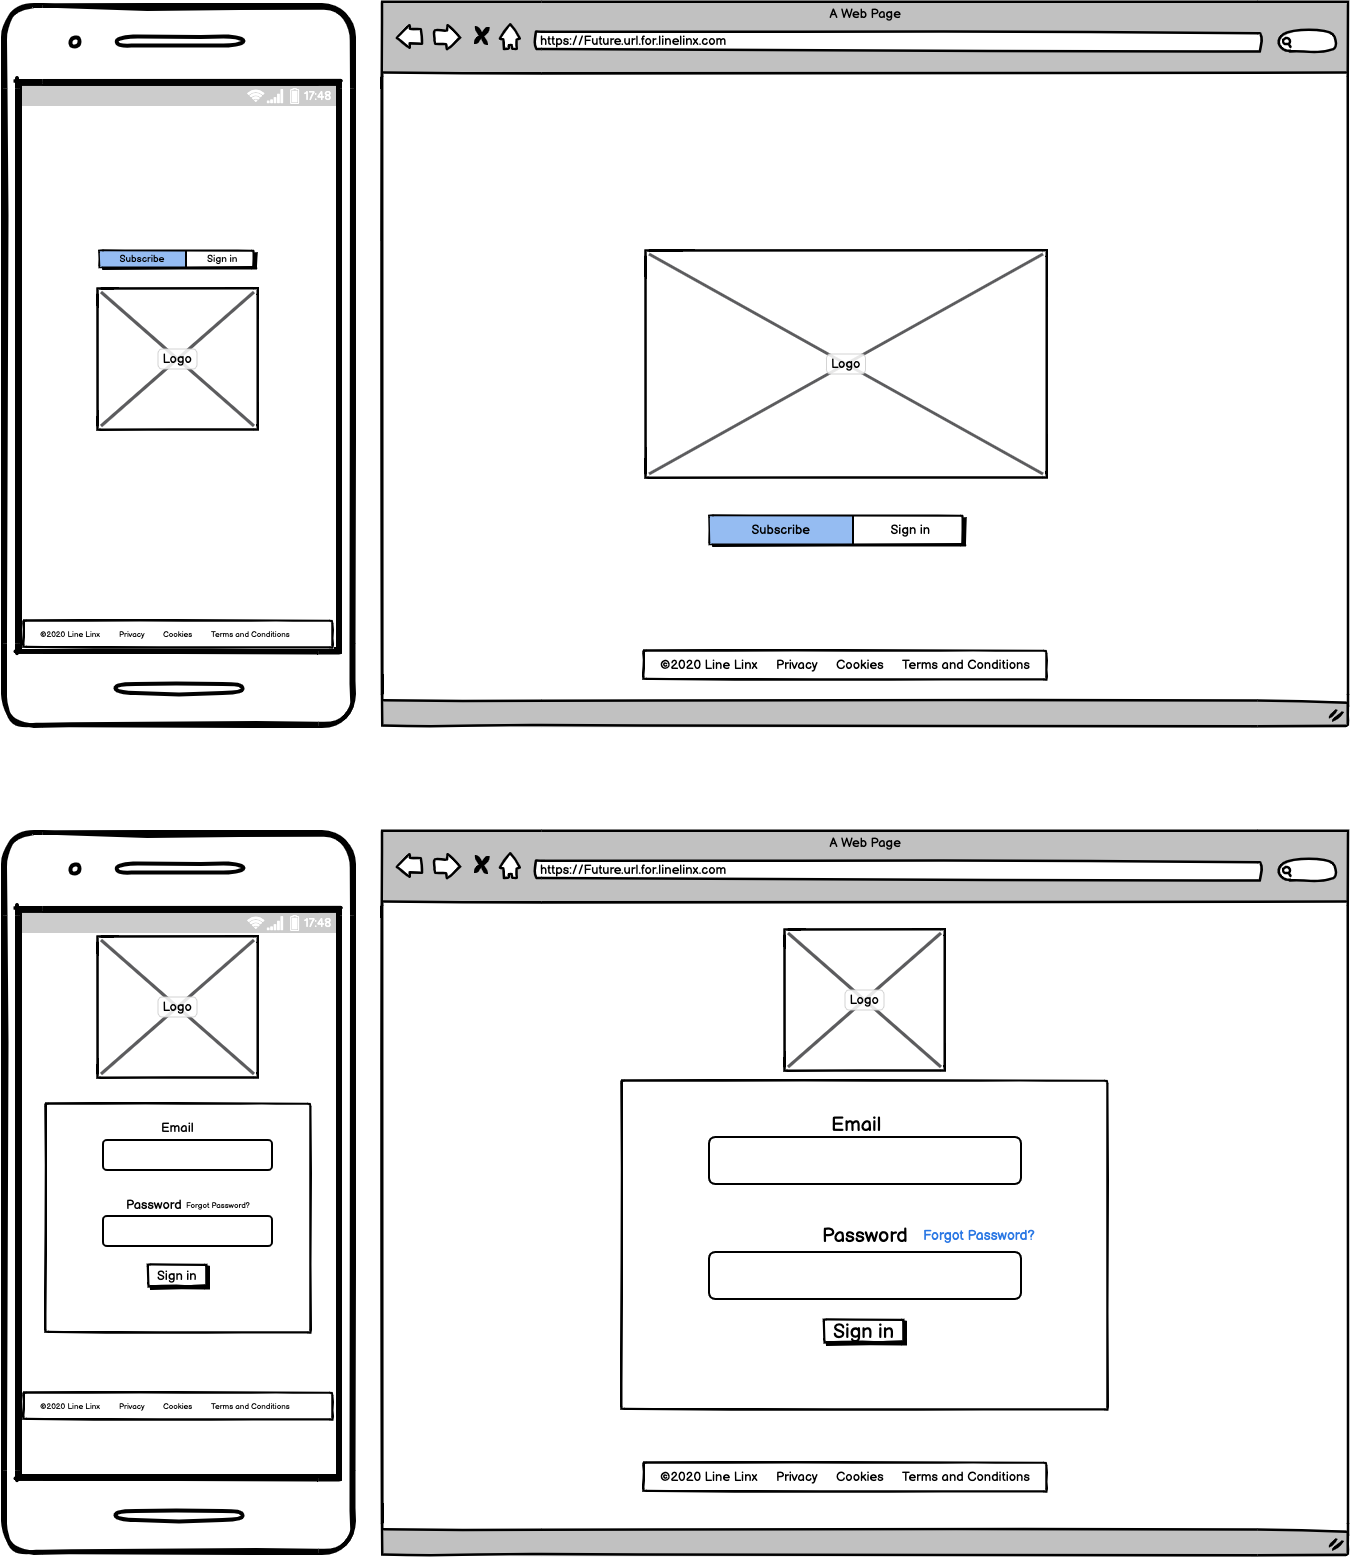 17:48
Subscribe Sign in
Logo
©2020 Line Linx Privacy Cookies Terms and Conditions
A Web Page
https://Future.url.for.linelinx.com
Logo
Subscribe Sign in
©2020 Line Linx Privacy Cookies Terms and Conditions
17:48
Logo
Email
Password Forgot Password?
Sign in
©2020 Line Linx Privacy Cookies Terms and Conditions
A Web Page
https://Future.url.for.linelinx.com
Logo
Email
Password Forgot Password?
Sign in
©2020 Line Linx Privacy Cookies Terms and Conditions